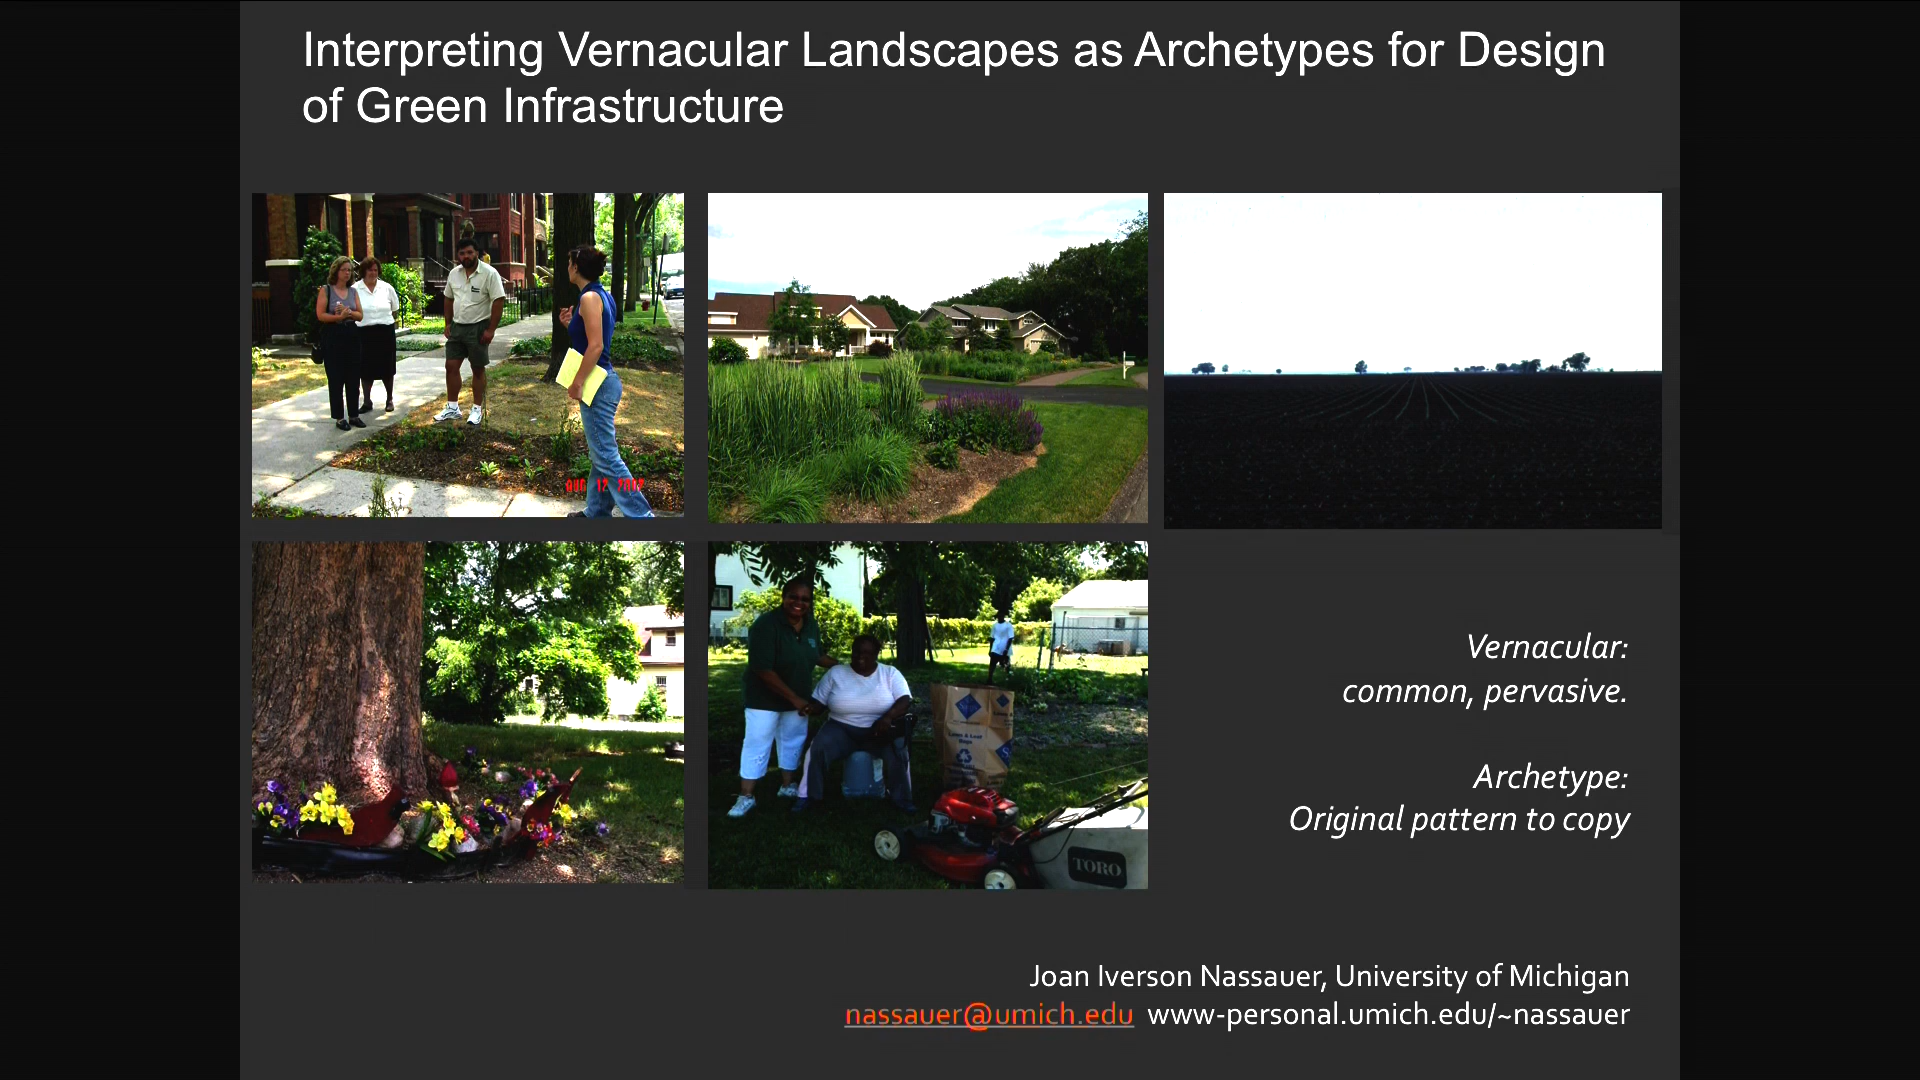 Interpreting Vernacular Landscapes as Archetypes for Design
of Green Infrastructure
TORO
Vernacular:
common, pervasive.
Archetype:
Original pattern to copy
Joan Iverson Nassauer, University of Michigan
nassauer@umich.edu www-personal.umich.edu/~nassauer